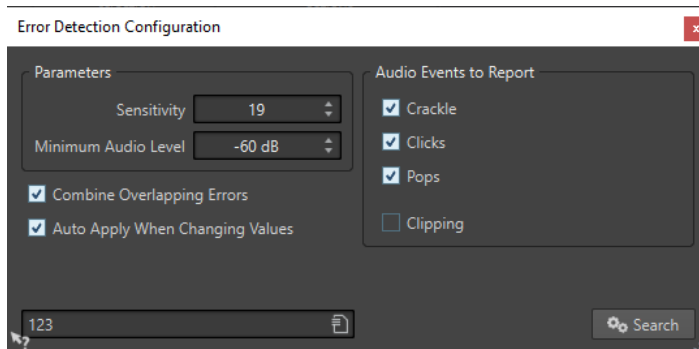 Error Detection Configuration
x
Parameters
Sensitivity 19
Minimum Audio Level -60 dB
Combine Overlapping Errors
Auto Apply When Changing Values
Audio Events to Report
Crackle
Clicks
Pops
Clipping
123
?
Search